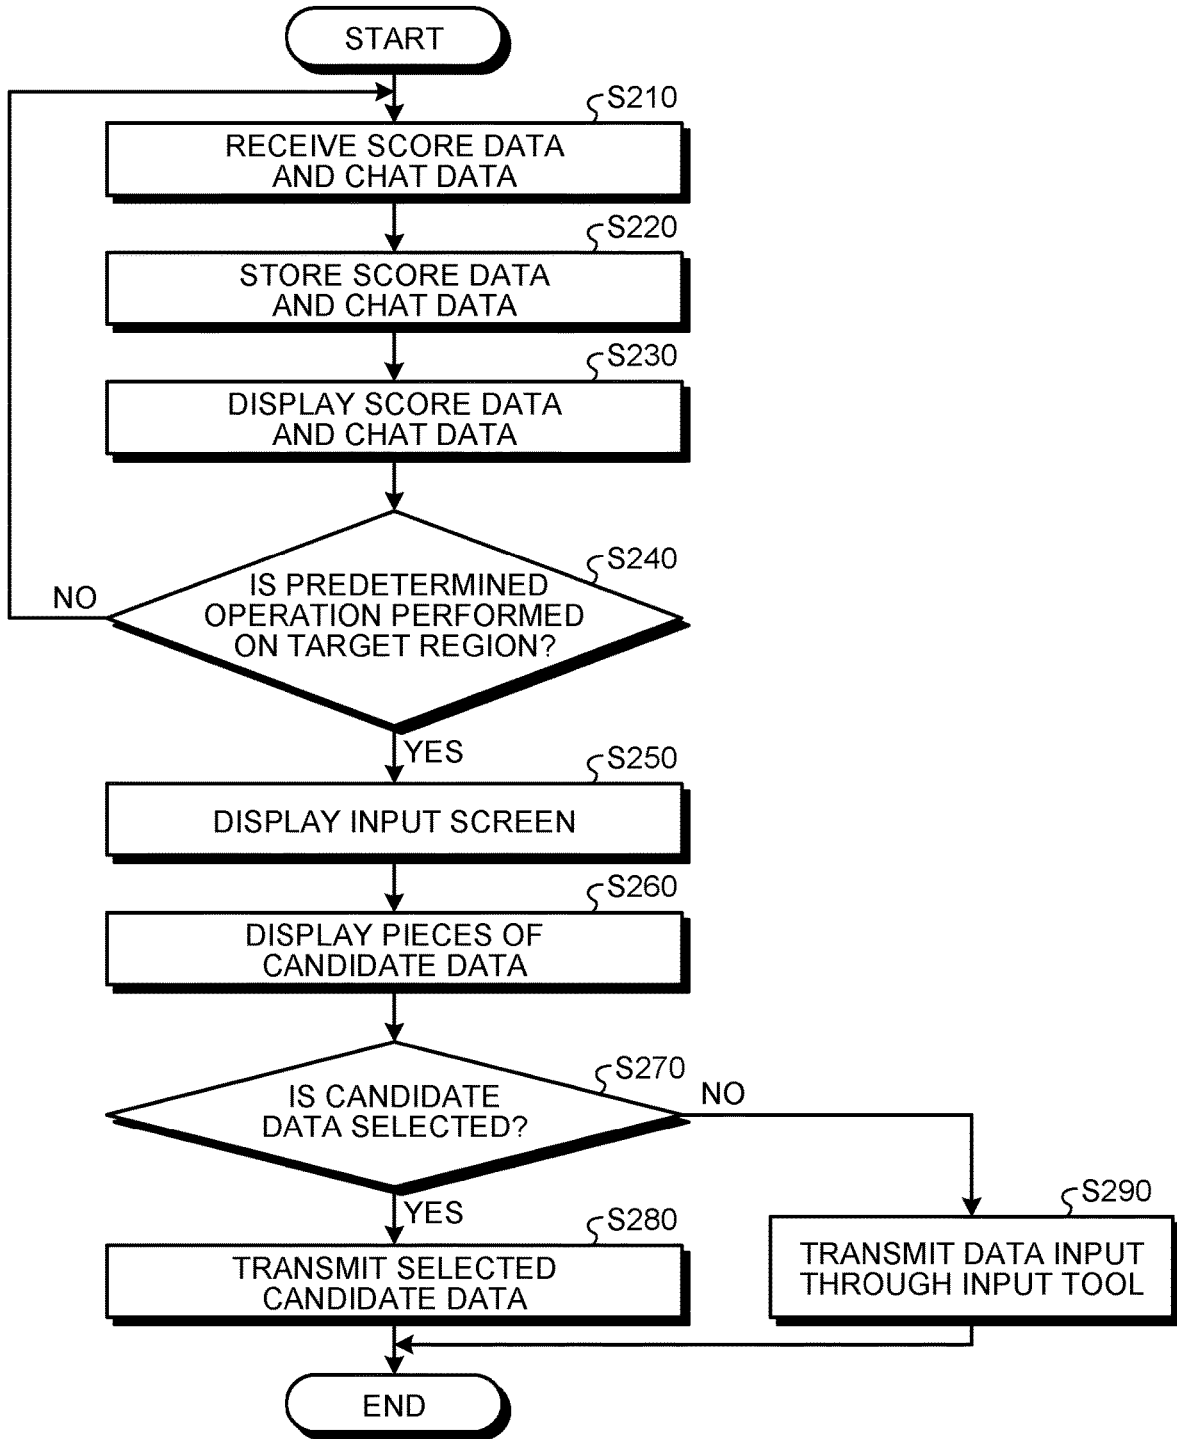 START
S210
RECEIVE SCORE DATA
AND CHAT DATA
S220
STORE SCORE DATA
AND CHAT DATA
S230
DISPLAY SCORE DATA
AND CHAT DATA
S240
IS PREDETERMINED
OPERATION PERFORMED
ON TARGET REGION?
NO
YES
S250
DISPLAY INPUT SCREEN
S260
DISPLAY PIECES OF
CANDIDATE DATA
S270
IS CANDIDATE
DATA SELECTED?
NO
YES
S280
TRANSMIT SELECTED
CANDIDATE DATA
S290
TRANSMIT DATA INPUT
THROUGH INPUT TOOL
END